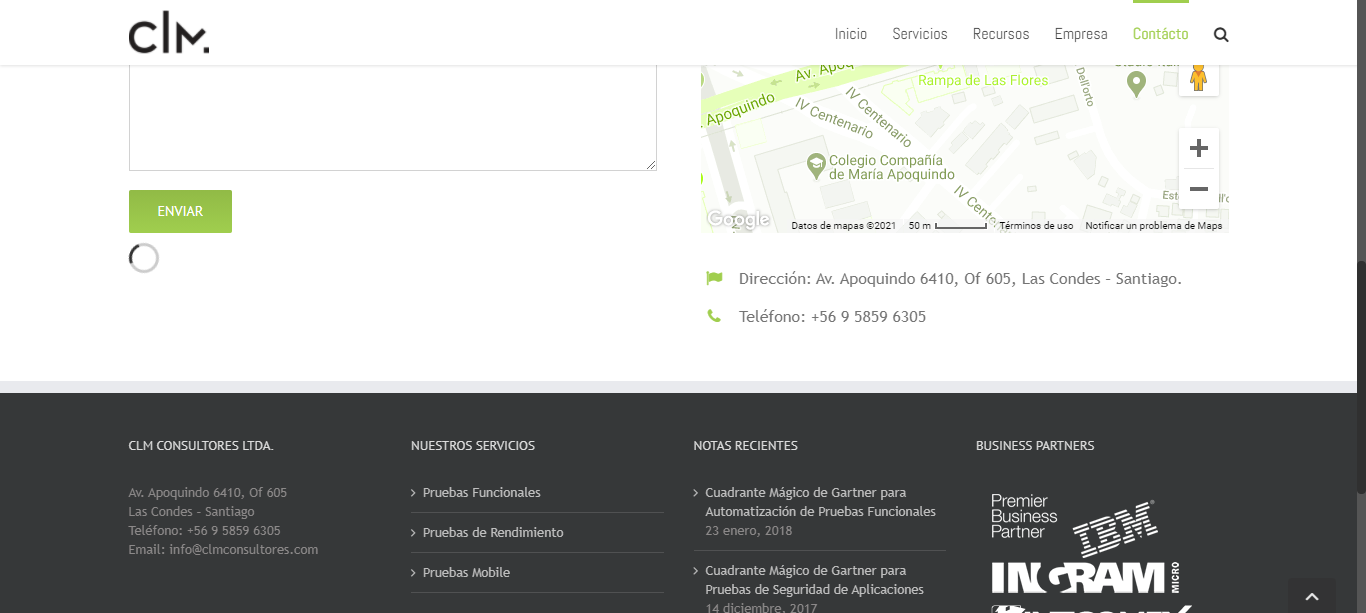 clm.
Inicio
Servicios
Recursos
Empresa
Contácto
Av. Apoq
Rampa de Las Flores
Dell'orto
Apoquindo
IV Centenario
IV Centenario
Colegio Compañía
de María Apoquindo
IV Cente
Google
Datos de mapas ©2021
50 m
Términos de uso
Notificar un problema de Maps
ENVIAR
Dirección: Av. Apoquindo 6410, Of 605, Las Condes – Santiago.
Teléfono: +56 9 5859 6305
CLM CONSULTORES LTDA.
Av. Apoquindo 6410, Of 605
Las Condes – Santiago
Teléfono: +56 9 5859 6305
Email: info@clmconsultores.com
NUESTROS SERVICIOS
Pruebas Funcionales
Pruebas de Rendimiento
Pruebas Mobile
NOTAS RECIENTES
Cuadrante Mágico de Gartner para
Automatización de Pruebas Funcionales
23 enero, 2018
Cuadrante Mágico de Gartner para
Pruebas de Seguridad de Aplicaciones
14 diciembre, 2017
BUSINESS PARTNERS
Premier
Business
Partner
IBM
INGRAM
MICRO